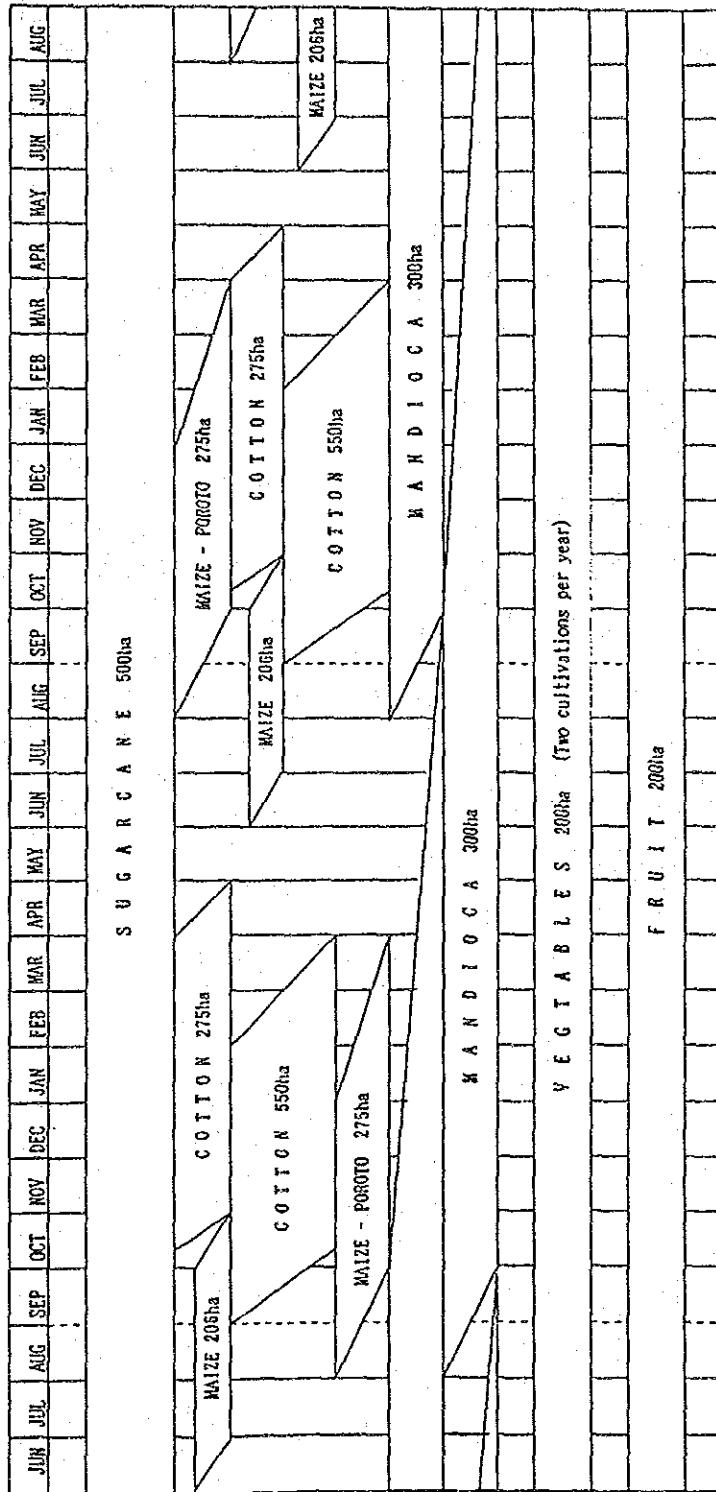 JUN JUL AUG SEP OCT NOV DEC JAN FEB MAR APR MAY JUN JUL AUG SEP OCT NOV DEC JAN FEB MAR APR MAY JUN JUL AUG
SUGARCANE 500ha
COTTON 275ha
MAIZE - POROTO 275ha
MAIZE 206ha
COTTON 275ha
MAIZE 206ha
COTTON 550ha
COTTON 550ha
MAIZE 206ha
MAIZE - POROTO 275ha
MANDIOCA 300ha
MANDIOCA 300ha
VEGTABLES 200ha (Two cultivations per year)
FRUIT 200ha